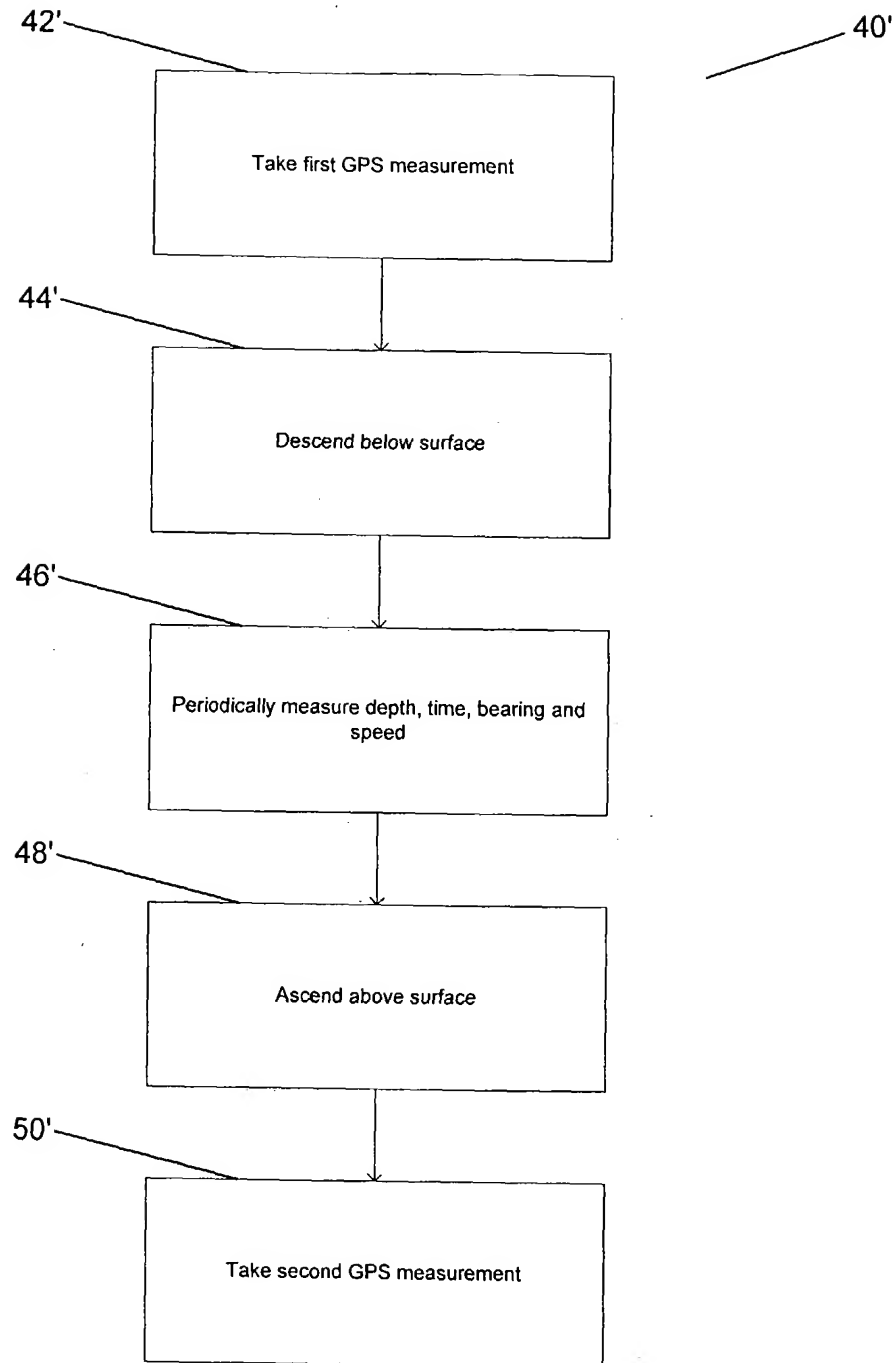 42'
40'
Take first GPS measurement
44'
Descend below surface
46'
Periodically measure depth, time, bearing and
speed
48'
Ascend above surface
50'
Take second GPS measurement